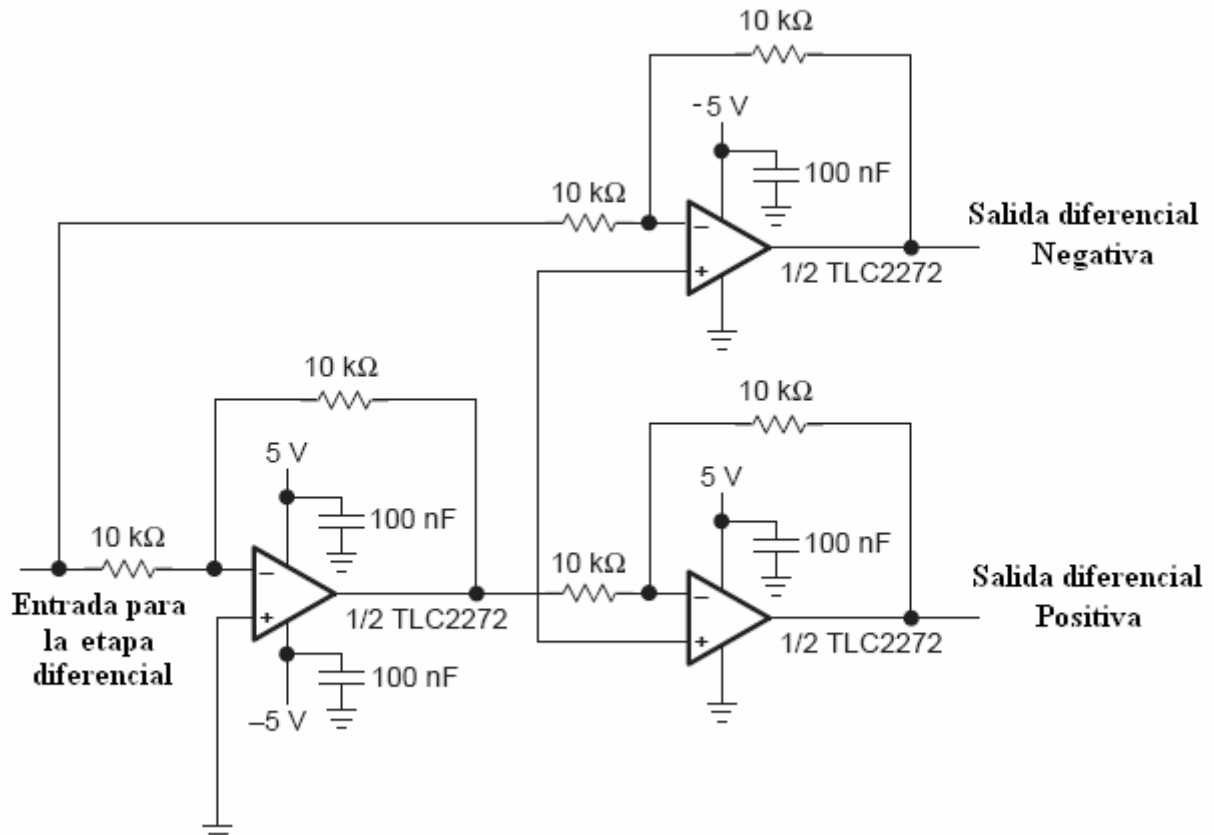 10 kΩ
-5 V
100 nF
10 kΩ
−
+
1/2 TLC2272
Salida diferencial
Negativa
10 kΩ
5 V
100 nF
10 kΩ
−
+
1/2 TLC2272
100 nF
–5 V
Entrada para
la etapa
diferencial
10 kΩ
5 V
100 nF
10 kΩ
−
+
1/2 TLC2272
Salida diferencial
Positiva